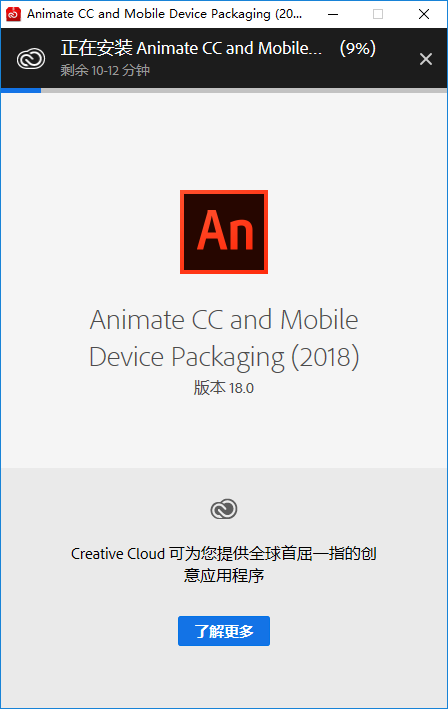 Animate CC and Mobile Device Packaging (20...
正在安装 Animate CC and Mobile... (9%)
剩余 10-12 分钟
An
Animate CC and Mobile
Device Packaging (2018)
版本 18.0
Creative Cloud 可为您提供全球首屈一指的创
意应用程序
了解更多